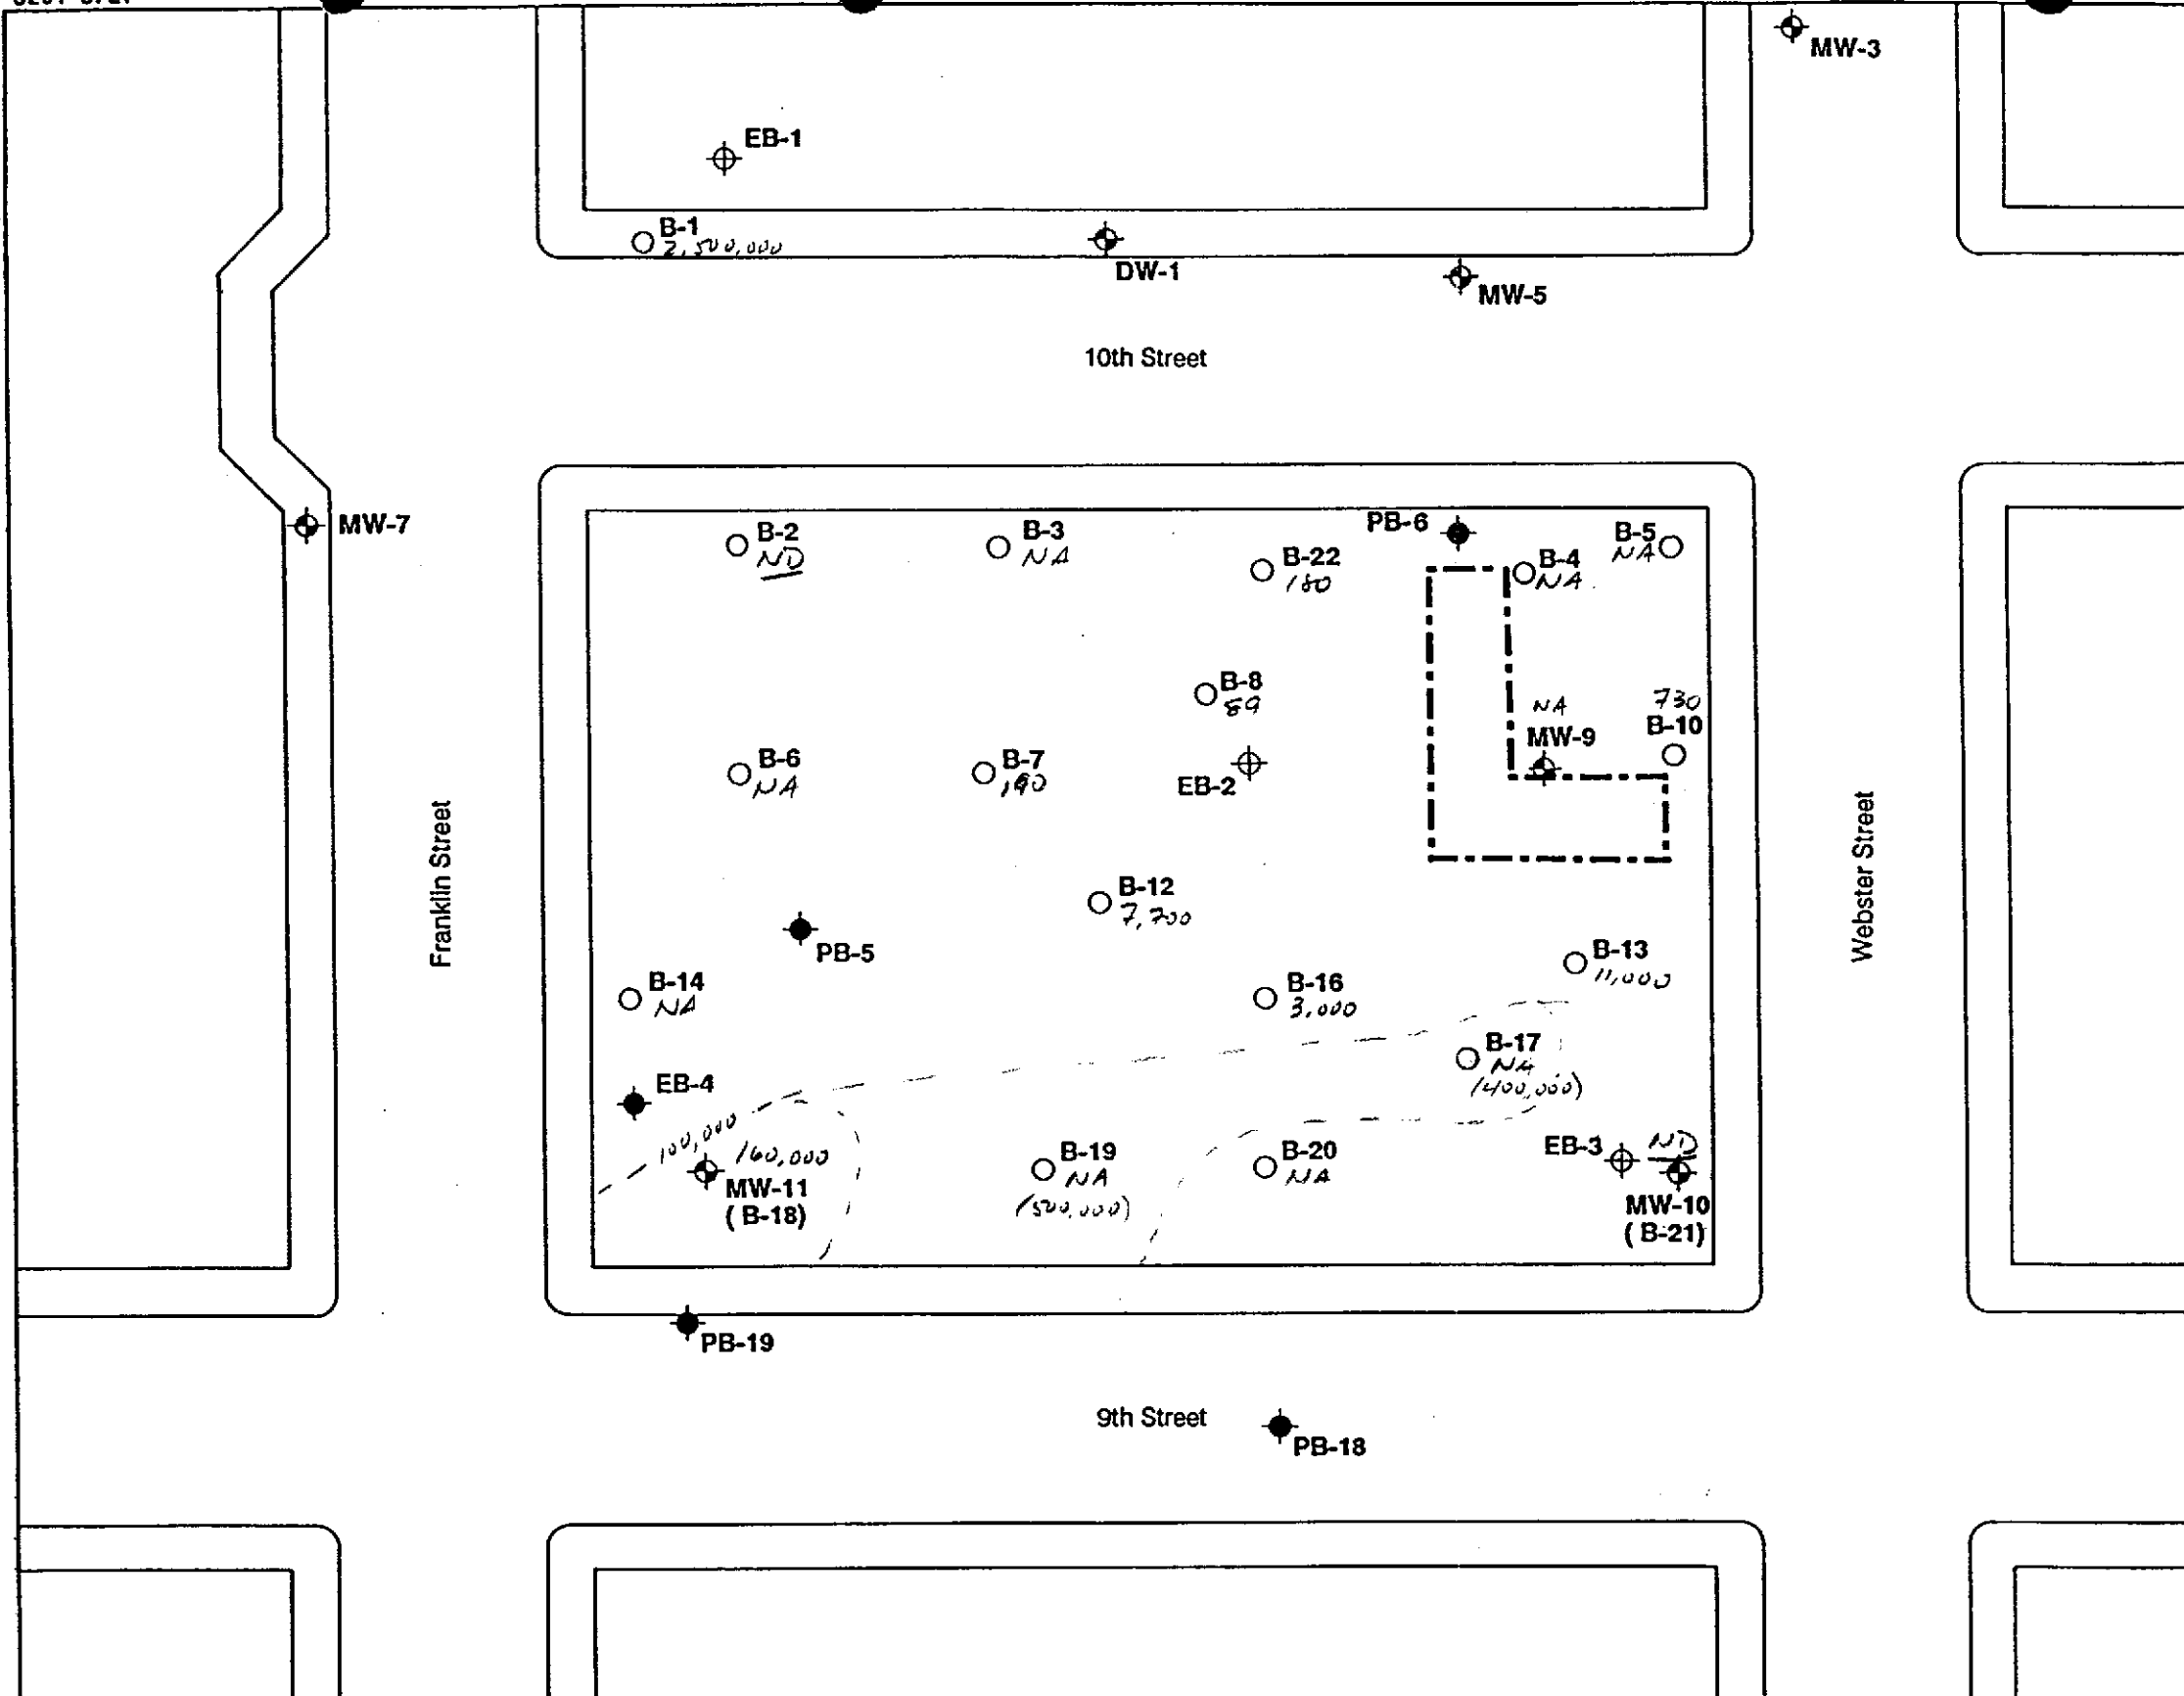 MW-3
EB-1
B-1
2,500,000
DW-1
MW-5
10th Street
MW-7
B-2
ND
B-3
NA
B-22
180
PB-6
B-4
NA
B-5
NA
B-8
89
NA
MW-9
730
B-10
B-6
NA
B-7
EB-2
Franklin Street
Webster Street
B-12
7,700
PB-5
B-13
11,000
B-14
NA
B-16
3,000
B-17
NA
(400,000)
EB-4
100,000
160,000
MW-11
( B-18)
B-19
NA
(500,000)
B-20
NA
EB-3
ND
MW-10
( B-21)
PB-19
9th Street
PB-18